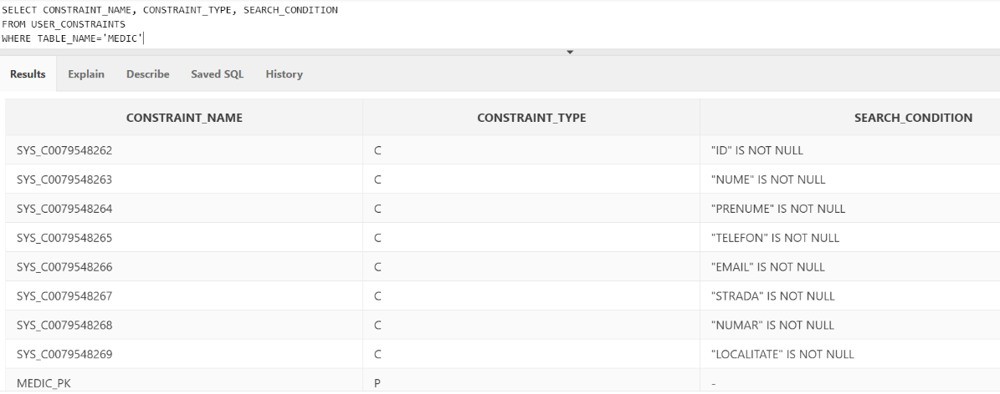 SELECT CONSTRAINT_NAME, CONSTRAINT_TYPE, SEARCH_CONDITION
FROM USER_CONSTRAINTS
WHERE TABLE_NAME='MEDIC'
Results Explain Describe Saved SQL History
CONSTRAINT_NAME CONSTRAINT_TYPE SEARCH_CONDITION
SYS_C0079548262 C "ID" IS NOT NULL
SYS_C0079548263 C "NUME" IS NOT NULL
SYS_C0079548264 C "PRENUME" IS NOT NULL
SYS_C0079548265 C "TELEFON" IS NOT NULL
SYS_C0079548266 C "EMAIL" IS NOT NULL
SYS_C0079548267 C "STRADA" IS NOT NULL
SYS_C0079548268 C "NUMAR" IS NOT NULL
SYS_C0079548269 C "LOCALITATE" IS NOT NULL
MEDIC_PK P -